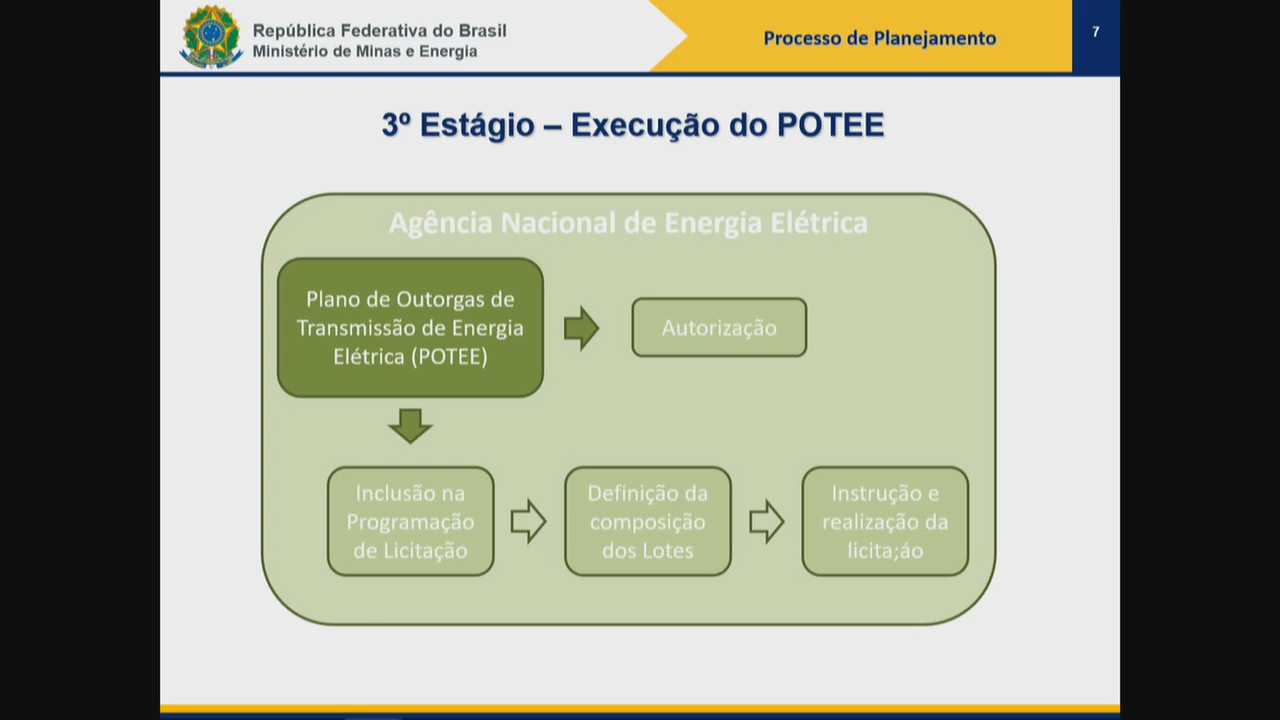 República Federativa do Brasil
Ministério de Minas e Energia
Processo de Planejamento
7
3º Estágio – Execução do POTEE
Agência Nacional de Energia Elétrica
Plano de Outorgas de
Transmissão de Energia
Elétrica (POTEE)
Autorização
Inclusão na
Programação
de Licitação
Definição da
composição
dos Lotes
Instrução e
realização da
licita;áo